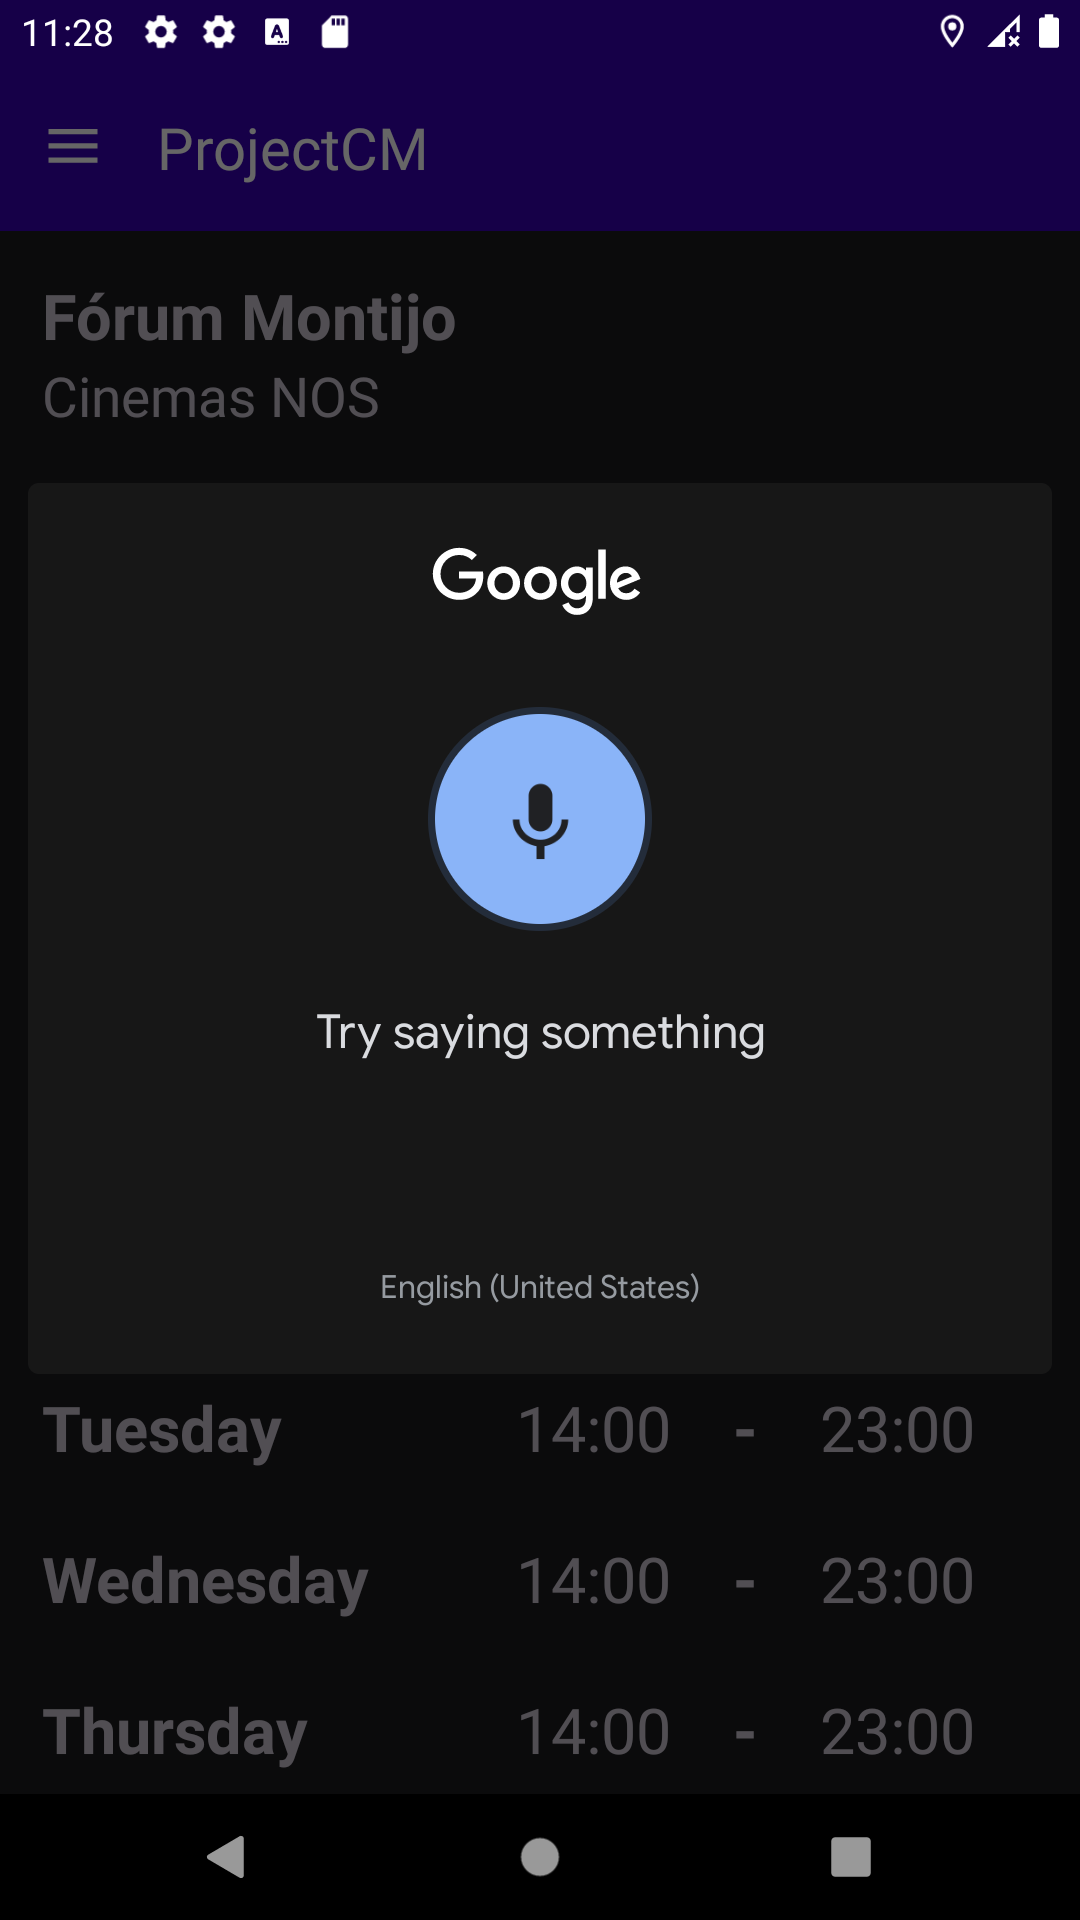 11:28
ProjectCM
Fórum Montijo
Cinemas NOS
Google
Try saying something
English (United States)
Tuesday 14:00 - 23:00
Wednesday 14:00 - 23:00
Thursday 14:00 - 23:00